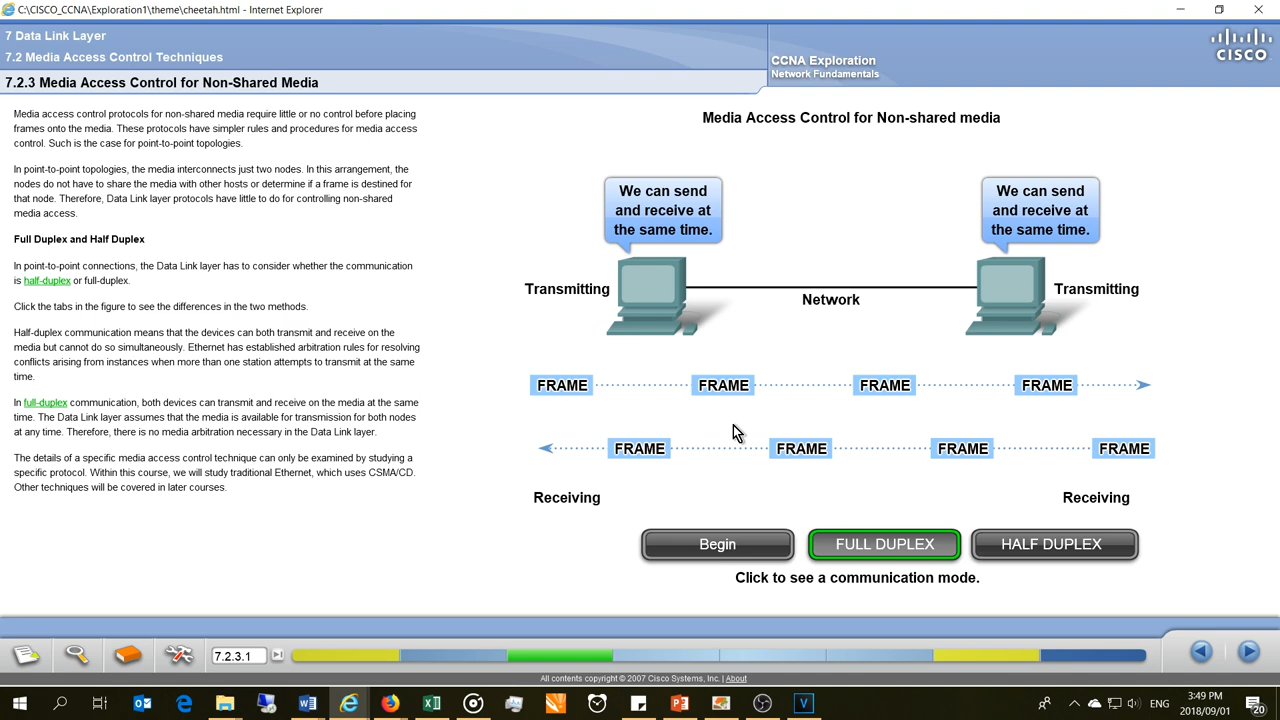 C:\CISCO_CCNA\Exploration1\theme\cheetah.html - Internet Explorer
7 Data Link Layer
7.2 Media Access Control Techniques
7.2.3 Media Access Control for Non-Shared Media
CCNA Exploration
Network Fundamentals
CISCO
Media access control protocols for non-shared media require little or no control before placing
frames onto the media. These protocols have simpler rules and procedures for media access
control. Such is the case for point-to-point topologies.
In point-to-point topologies, the media interconnects just two nodes. In this arrangement, the
nodes do not have to share the media with other hosts or determine if a frame is destined for
that node. Therefore, Data Link layer protocols have little to do for controlling non-shared
media access.
Full Duplex and Half Duplex
In point-to-point connections, the Data Link layer has to consider whether the communication
is half-duplex or full-duplex.
Click the tabs in the figure to see the differences in the two methods.
Half-duplex communication means that the devices can both transmit and receive on the
media but cannot do so simultaneously. Ethernet has established arbitration rules for resolving
conflicts arising from instances when more than one station attempts to transmit at the same
time.
In full-duplex communication, both devices can transmit and receive on the media at the same
time. The Data Link layer assumes that the media is available for transmission for both nodes
at any time. Therefore, there is no media arbitration necessary in the Data Link layer.
The details of a specific media access control technique can only be examined by studying a
specific protocol. Within this course, we will study traditional Ethernet, which uses CSMA/CD.
Other techniques will be covered in later courses.
Media Access Control for Non-shared media
We can send
and receive at
the same time.
We can send
and receive at
the same time.
Transmitting
Network
Transmitting
FRAME FRAME FRAME FRAME
FRAME FRAME FRAME FRAME
Receiving
Receiving
Begin
FULL DUPLEX
HALF DUPLEX
Click to see a communication mode.
7.2.3.1
All contents copyright © 2007 Cisco Systems, Inc. | About
3:49 PM
2018/09/01
20